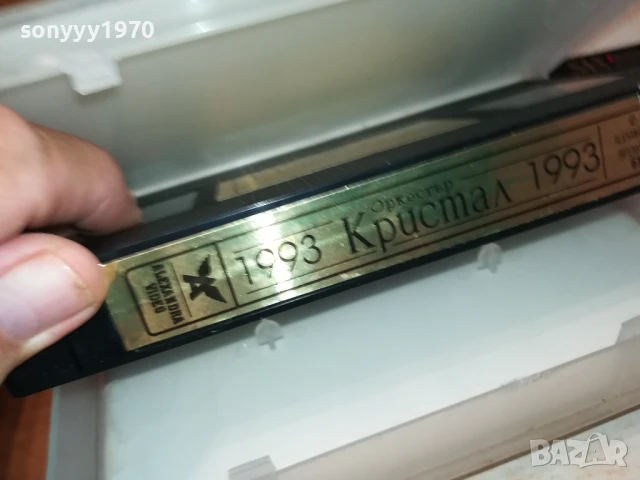 sonyyy1970
ALEXANDRA
VIDEO
1993
Оркестър
Кристал
1993
BAZAR